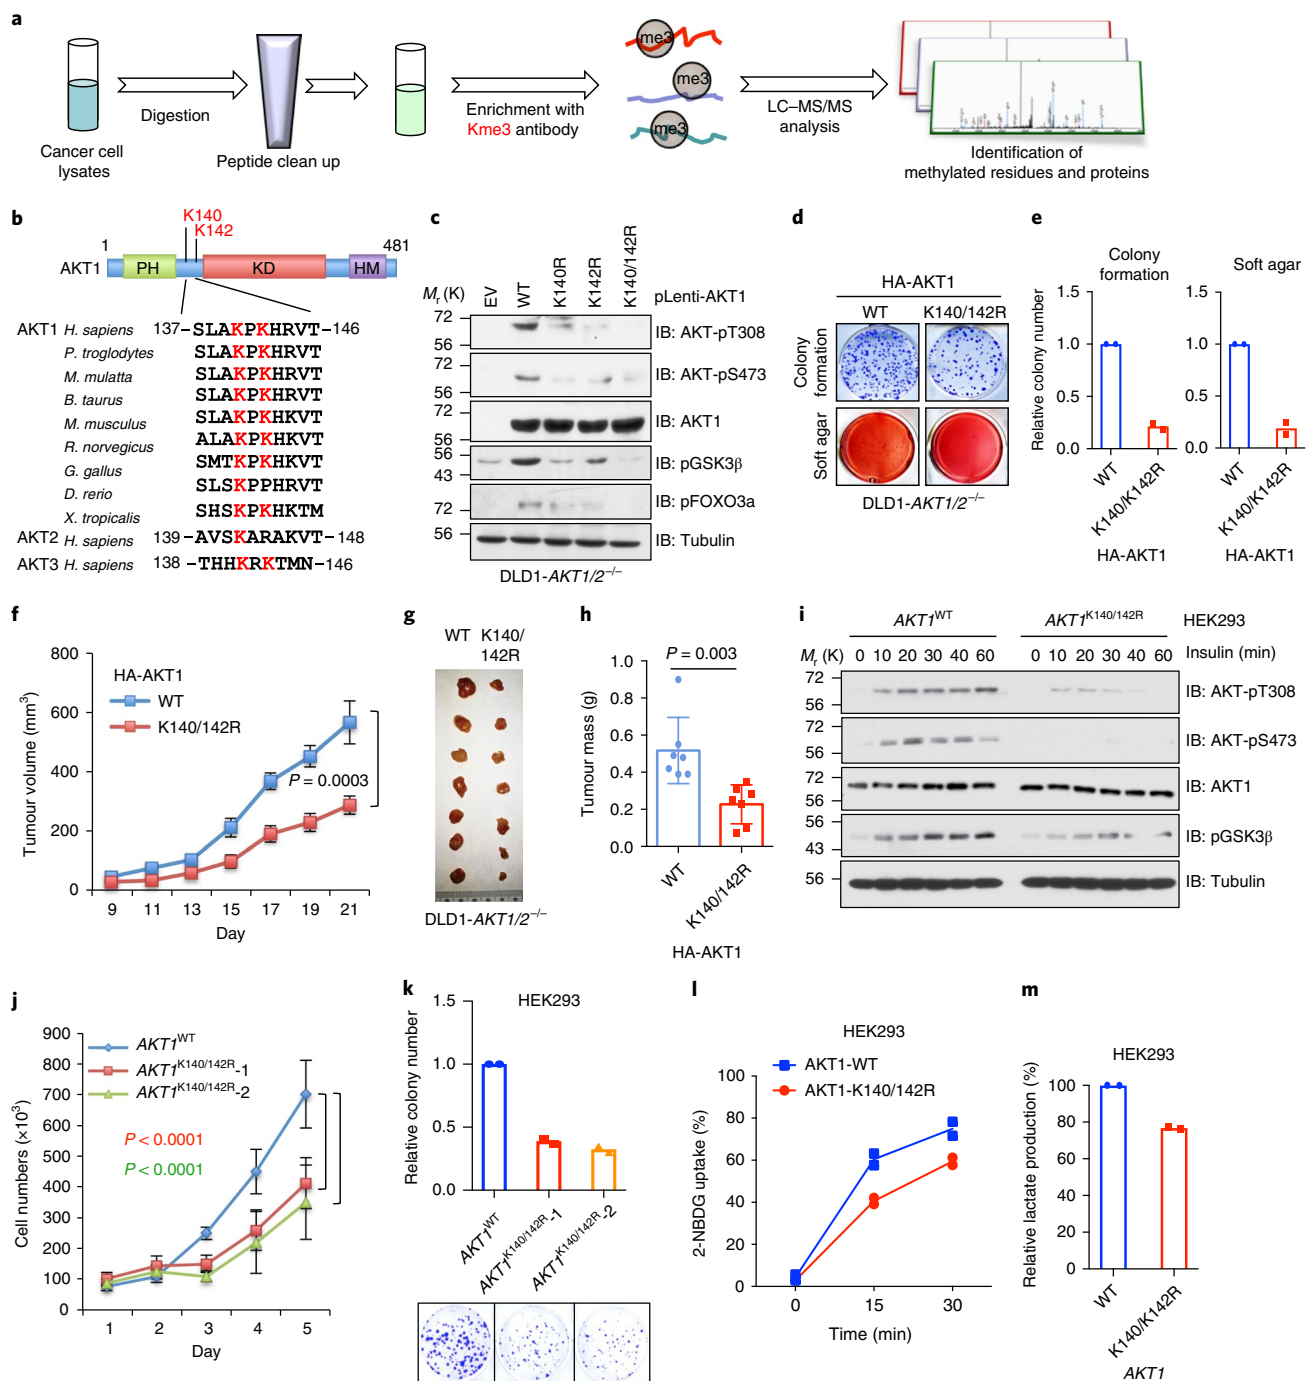 a
me3
me3
me3
Digestion
Enrichment with
Kme3 antibody
LC–MS/MS
analysis
Cancer cell
lysates
Peptide clean up
Identification of
methylated residues and proteins
b
K140
K142
1
481
AKT1
PH
KD
HM
AKT1 H. sapiens 137–SLAKPKHRVT–146
P. troglodytes SLAKPKHRVT
M. mulatta SLAKPKHRVT
B. taurus SLAKPKHRVT
M. musculus SLAKPKHRVT
R. norvegicus ALAKPKHKVT
G. gallus SMTKPKHKVT
D. rerio SLSKPPHRVT
X. tropicalis SHSKPKHKTM
AKT2 H. sapiens 139–AVSKARAKVT–148
AKT3 H. sapiens 138–THHKRKTMN–146
c
EV
WT
K140R
K142R
K140/142R
Mr (K)
pLenti-AKT1
72
56
IB: AKT-pT308
72
56
IB: AKT-pS473
72
56
IB: AKT1
56
43
IB: pGSK3β
72
IB: pFOXO3a
56
IB: Tubulin
DLD1-AKT1/2–/–
d
HA-AKT1
WT
K140/142R
Colony
formation
Soft agar
DLD1-AKT1/2–/–
e
Colony
formation
Soft agar
Relative colony number
1.5
1.0
0.5
0.0
WT
K140/K142R
HA-AKT1
1.5
1.0
0.5
0.0
WT
K140/K142R
HA-AKT1
f
Tumour volume (mm3)
800
600
400
200
0
HA-AKT1
WT
K140/142R
P = 0.0003
9 11 13 15 17 19 21
Day
g
WT K140/
142R
DLD1-AKT1/2–/–
h
P = 0.003
Tumour mass (g)
1.0
0.8
0.6
0.4
0.2
0.0
WT
K140/142R
HA-AKT1
i
AKT1WT
AKT1K140/142R
HEK293
Mr (K)
0 10 20 30 40 60
0 10 20 30 40 60
Insulin (min)
72
56
IB: AKT-pT308
72
56
IB: AKT-pS473
72
56
IB: AKT1
56
43
IB: pGSK3β
56
IB: Tubulin
j
Cell numbers (×103)
900
800
700
600
500
400
300
200
100
0
AKT1WT
AKT1K140/142R-1
AKT1K140/142R-2
P < 0.0001
P < 0.0001
1 2 3 4 5
Day
k
HEK293
Relative colony number
1.5
1.0
0.5
0.0
AKT1WT
AKT1K140/142R-1
AKT1K140/142R-2
l
HEK293
AKT1-WT
AKT1-K140/142R
2-NBDG uptake (%)
100
80
60
40
20
0
0 15 30
Time (min)
m
HEK293
Relative lactate production (%)
100
80
60
40
20
0
WT
K140/K142R
AKT1